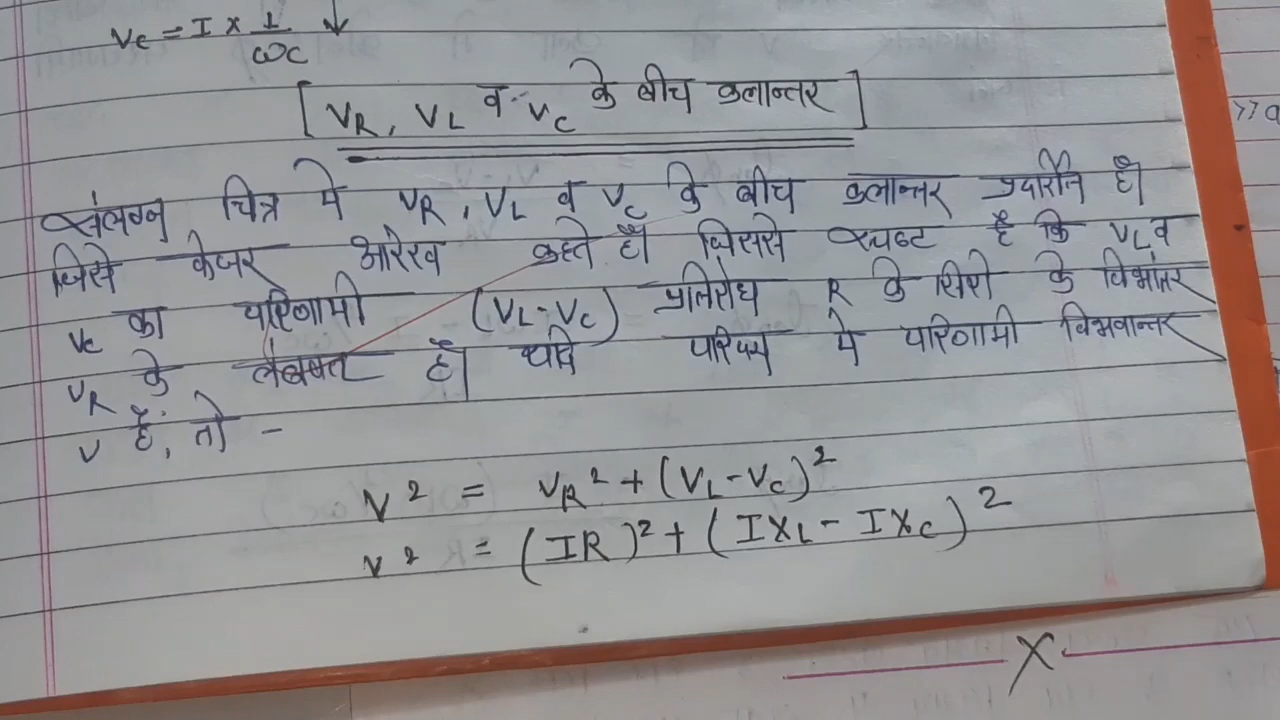 Vc = I × 1/ωC ↓
[ VR, VL व VC के बीच कलान्तर ]
संलग्न चित्र मे VR, VL व VC के बीच कलान्तर प्रदर्शित है।
जिसे फेजर आरेख कहते है। जिससे स्पष्ट है कि VL व
VC का परिणामी (VL-VC) प्रतिरोध R के सिरो के विभांतर
VR के लंबवत है। यदि परिपथ मे परिणामी विभवान्तर
V है, तो -
V² = VR² + (VL-VC)²
V² = (IR)² + (IXL - IXC)²
X